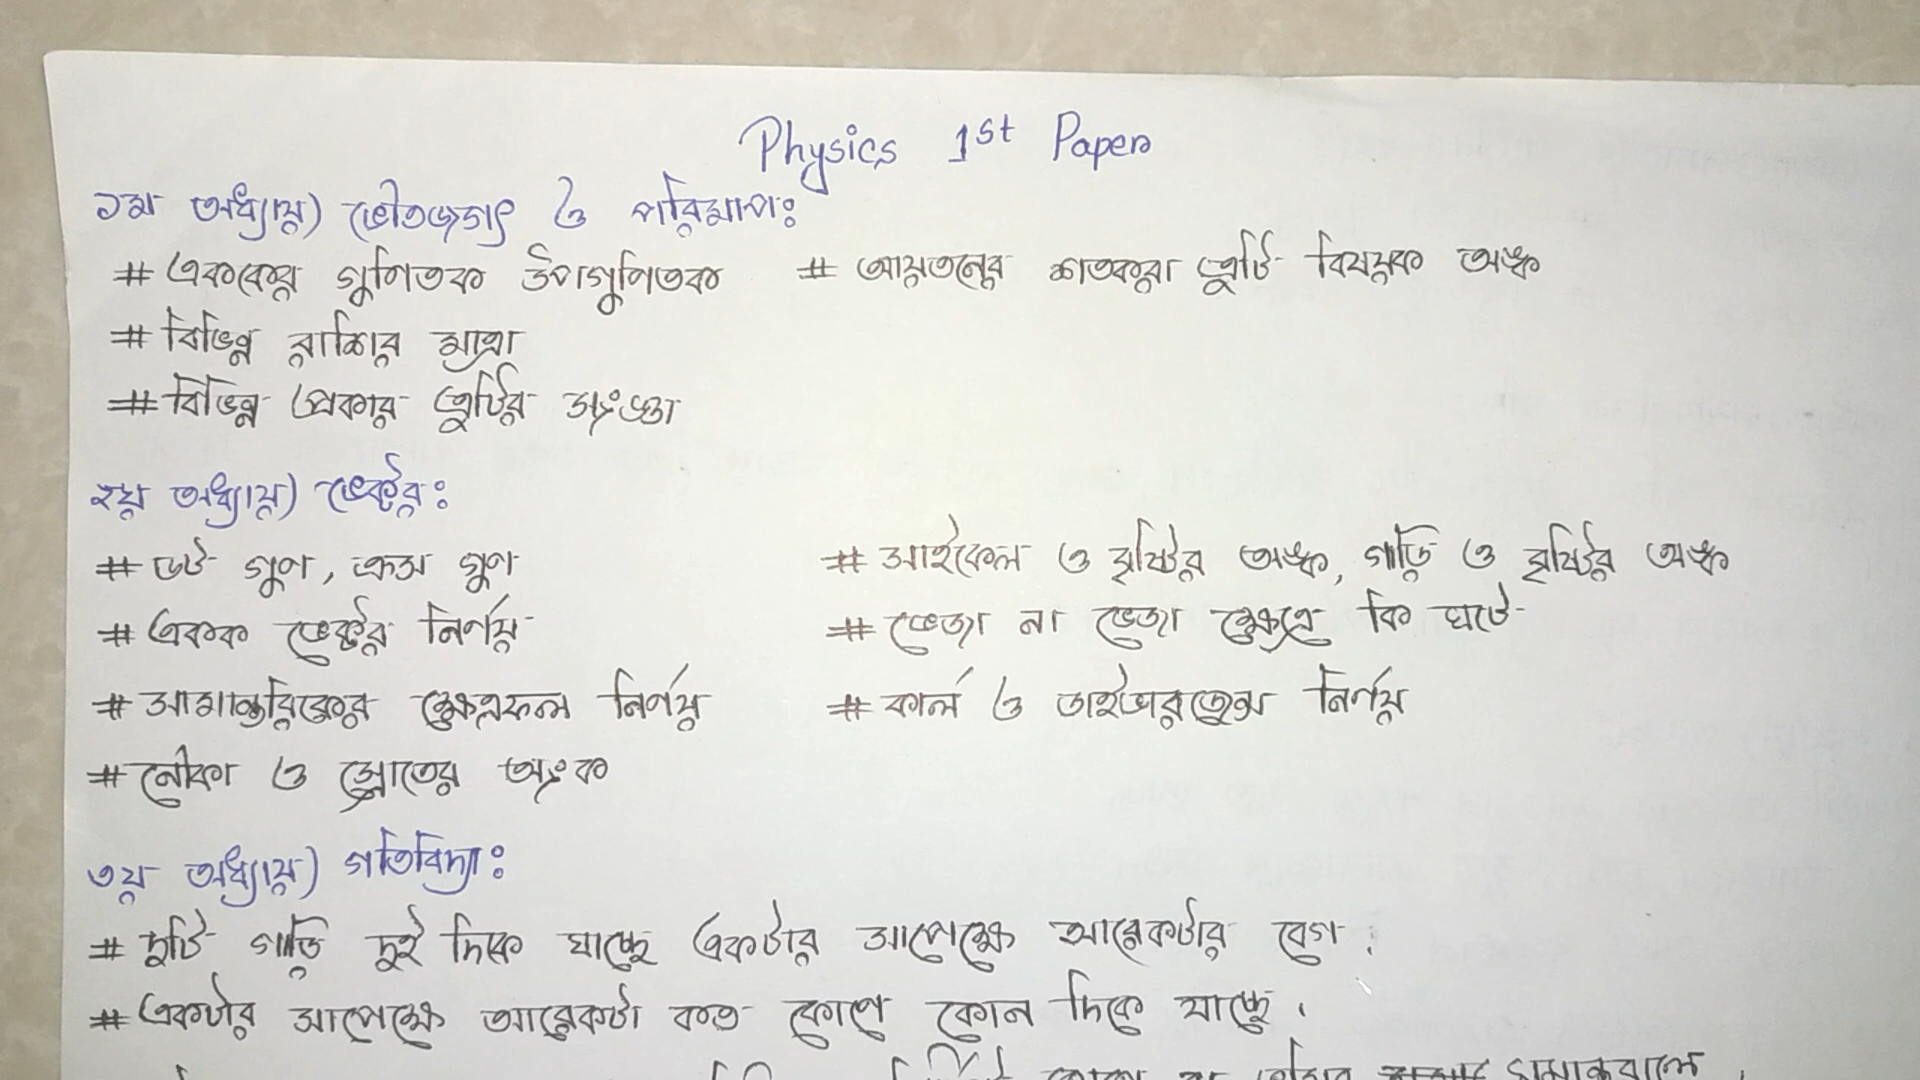 Physics 1st Paper
১ম অধ্যায়) ভৌতজগৎ ও পরিমাপঃ
# এককের গুণিতক উপগুণিতক # আয়তনের শতকরা ত্রুটি বিষয়ক অঙ্ক
# বিভিন্ন রাশির মাত্রা
# বিভিন্ন প্রকার ত্রুটির সংজ্ঞা
২য় অধ্যায়) ভেক্টরঃ
# ডট গুণ, ক্রস গুণ # সাইকেল ও বৃষ্টির অঙ্ক, গাড়ি ও বৃষ্টির অঙ্ক
# একক ভেক্টর নির্ণয় # ভেজা না ভেজা ক্ষেত্রে কি ঘটে
# সামান্তরিকের ক্ষেত্রফল নির্ণয় # কার্ল ও ডাইভারজেন্স নির্ণয়
# নৌকা ও স্রোতের অংক
৩য় অধ্যায়) গতিবিদ্যাঃ
# দুটি গাড়ি দুই দিকে যাচ্ছে একটার সাপেক্ষে আরেকটার বেগ।
# একটার সাপেক্ষে আরেকটা কত কোণে কোন দিকে যাচ্ছে।